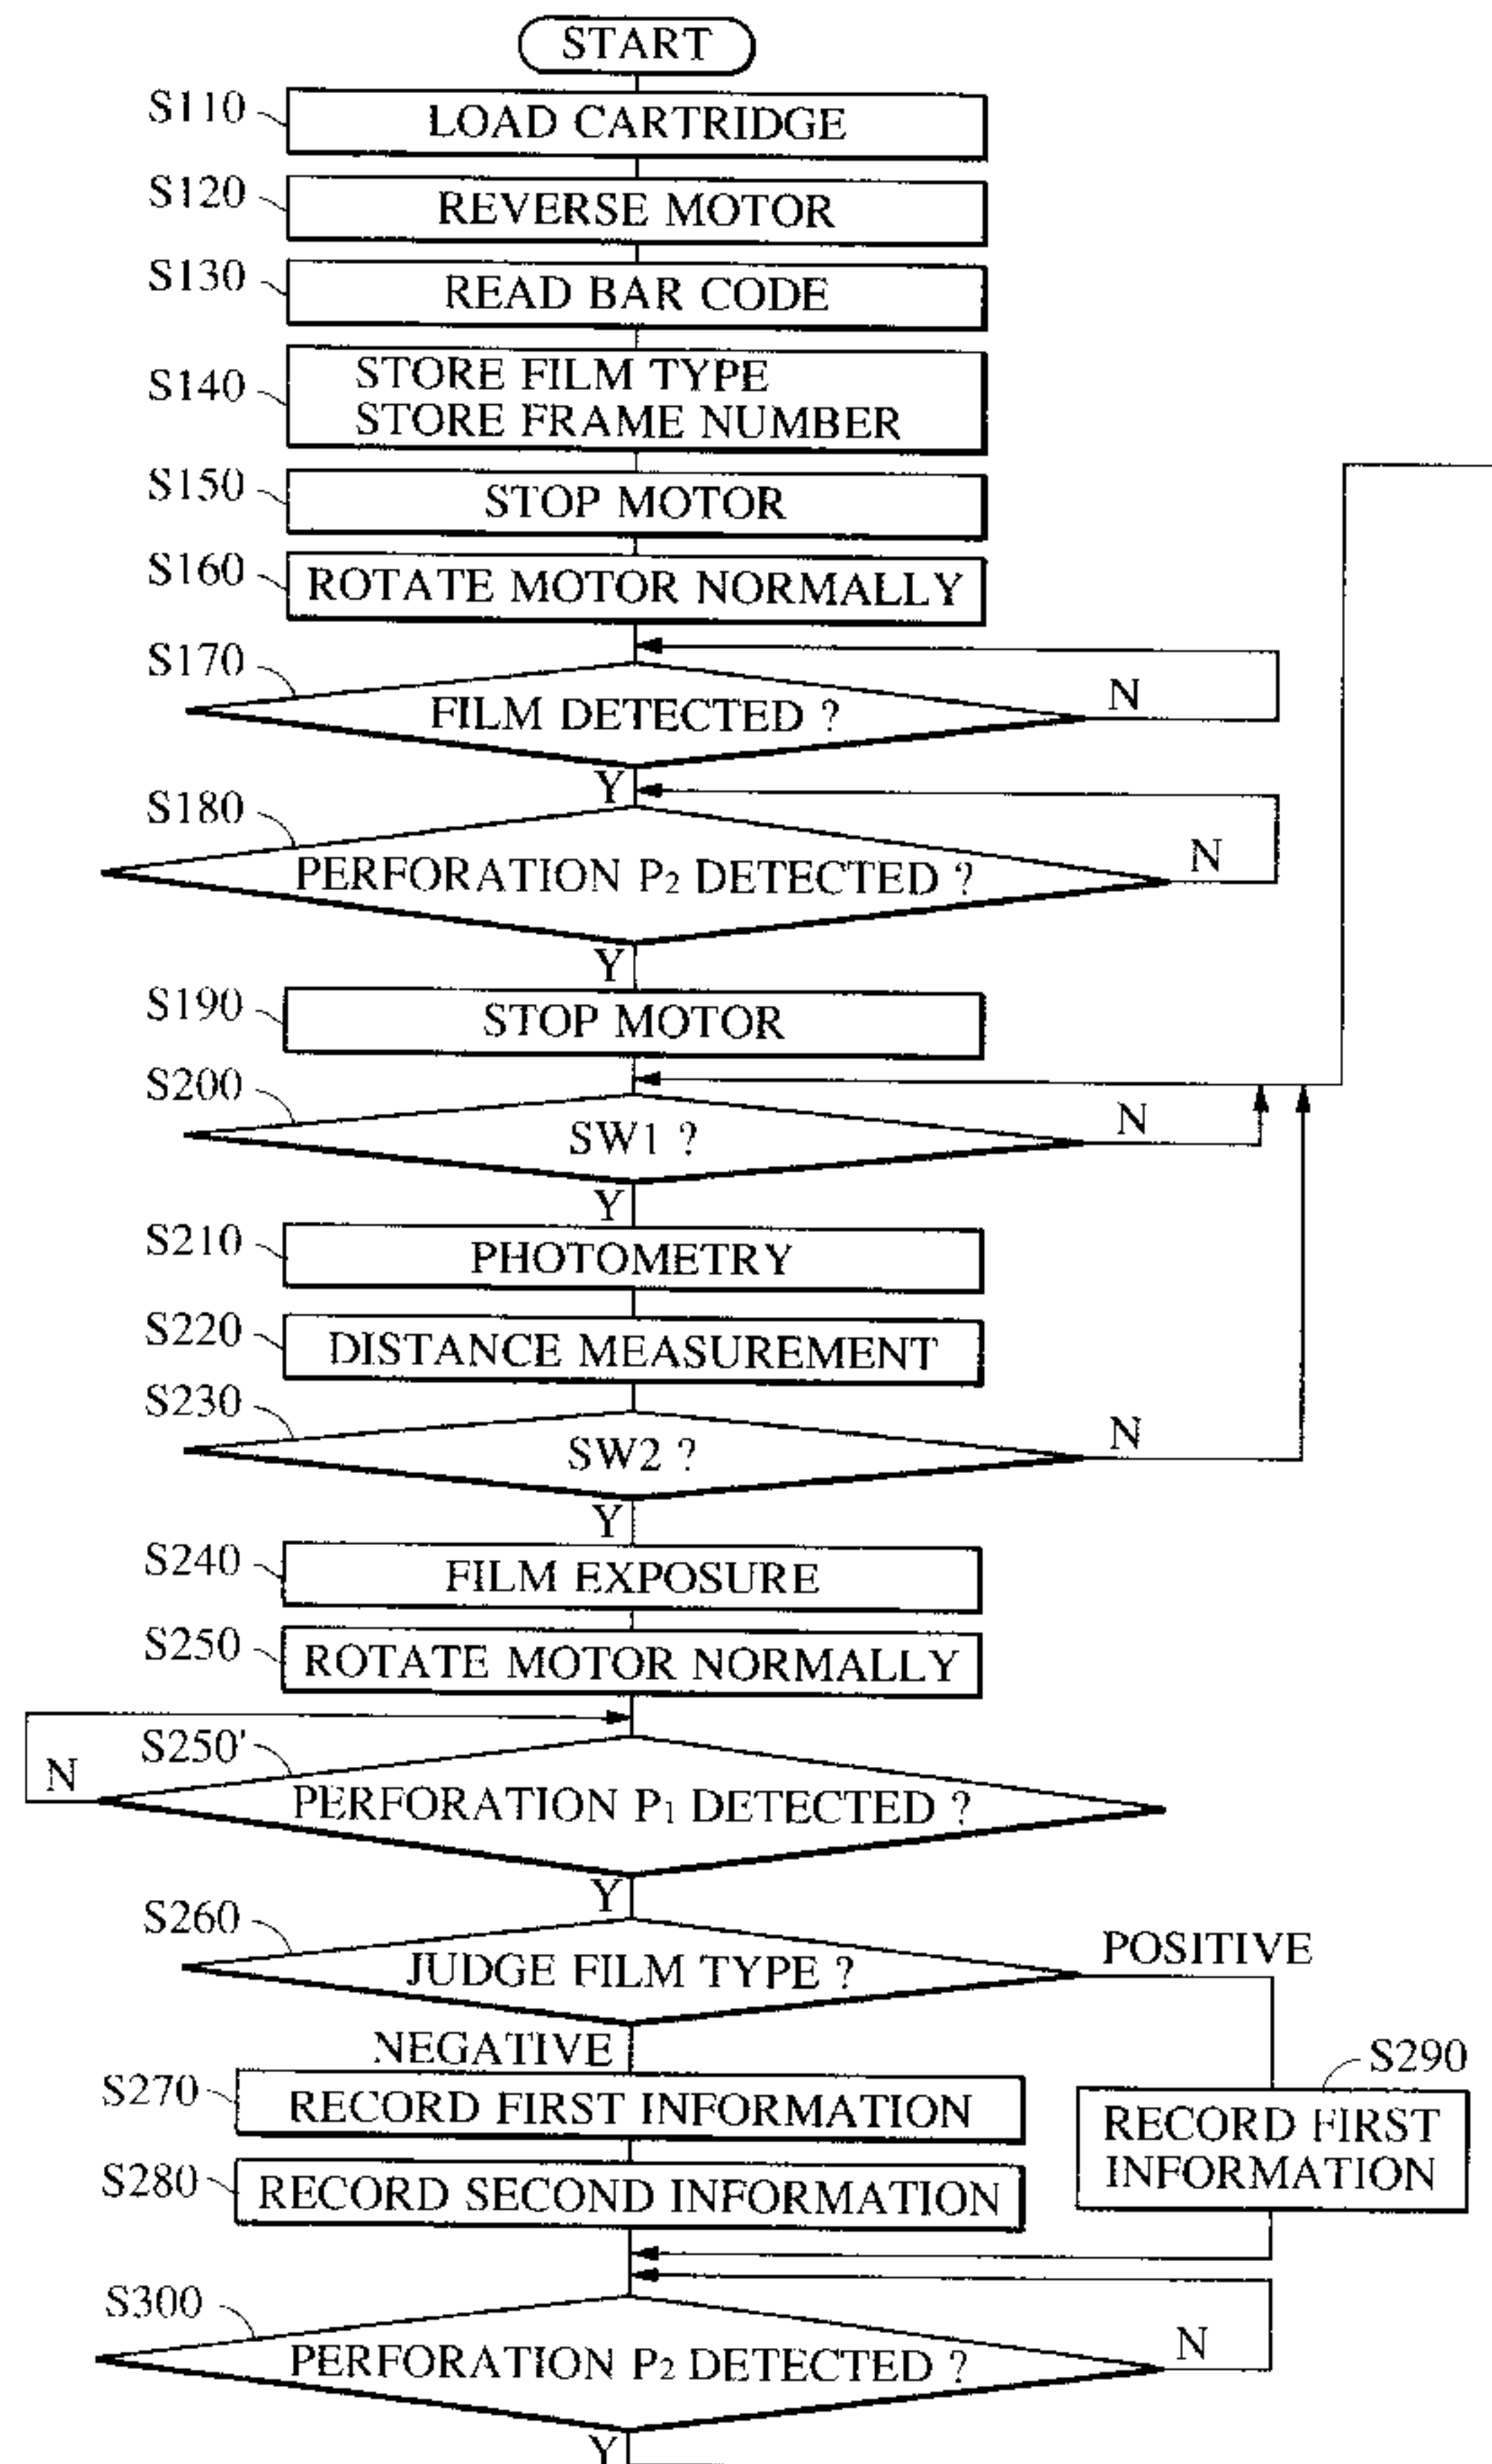 START
S110
LOAD CARTRIDGE
S120
REVERSE MOTOR
S130
READ BAR CODE
S140
STORE FILM TYPE
STORE FRAME NUMBER
S150
STOP MOTOR
S160
ROTATE MOTOR NORMALLY
S170
FILM DETECTED ?
N
Y
S180
PERFORATION P₂ DETECTED ?
N
Y
S190
STOP MOTOR
S200
SW1 ?
N
Y
S210
PHOTOMETRY
S220
DISTANCE MEASUREMENT
S230
SW2 ?
N
Y
S240
FILM EXPOSURE
S250
ROTATE MOTOR NORMALLY
S250'
N
PERFORATION P₁ DETECTED ?
Y
S260
JUDGE FILM TYPE ?
POSITIVE
NEGATIVE
S270
RECORD FIRST INFORMATION
S280
RECORD SECOND INFORMATION
S290
RECORD FIRST
INFORMATION
S300
PERFORATION P₂ DETECTED ?
N
Y